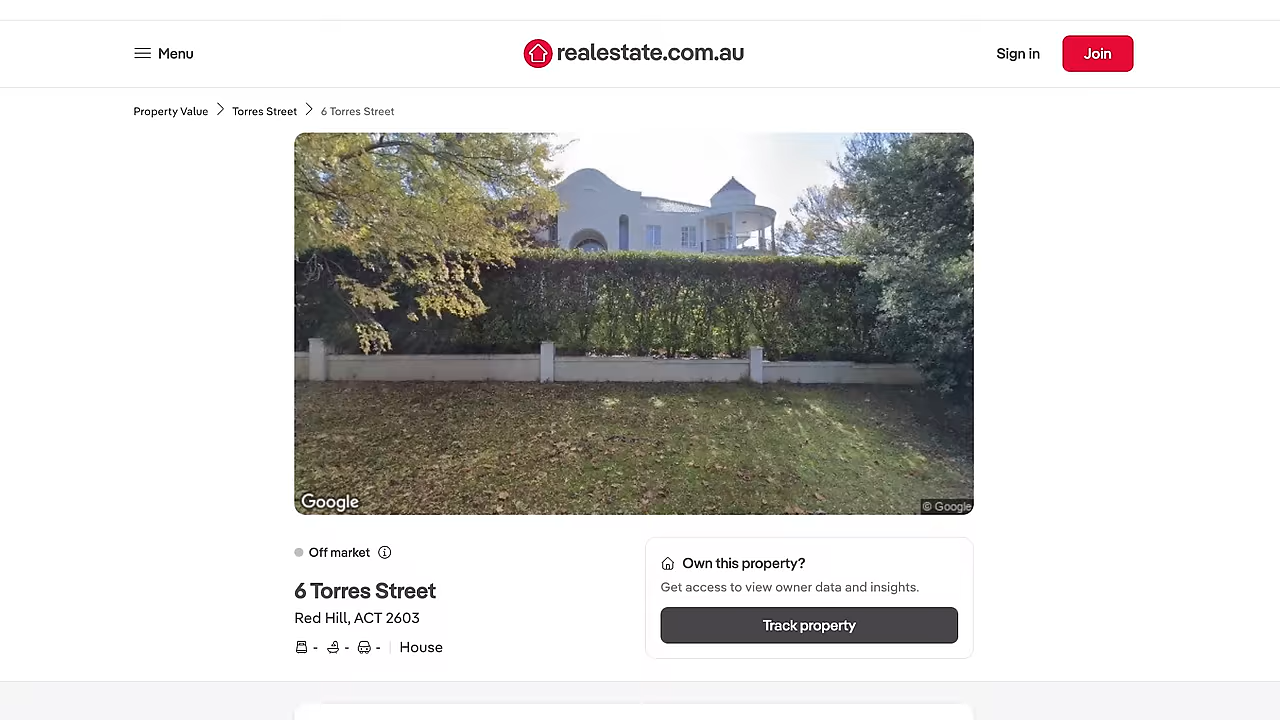 Menu
realestate.com.au
Sign in
Join
Property Value
Torres Street
6 Torres Street
Google
© Google
Off market
6 Torres Street
Red Hill, ACT 2603
- - - House
Own this property?
Get access to view owner data and insights.
Track property